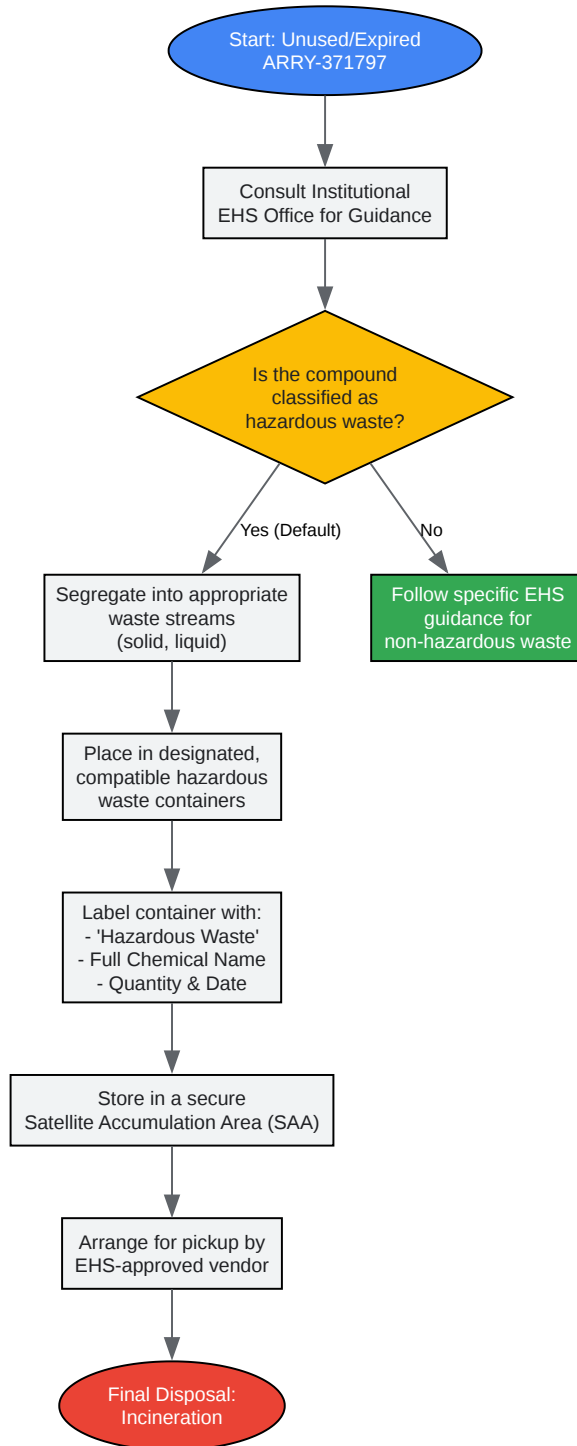 Start: Unused/Expired
ARRY-371797
Consult Institutional
EHS Office for Guidance
Is the compound
classified as
hazardous waste?
Yes (Default)
No
Segregate into appropriate
waste streams
(solid, liquid)
Follow specific EHS
guidance for
non-hazardous waste
Place in designated,
compatible hazardous
waste containers
Label container with:
- 'Hazardous Waste'
- Full Chemical Name
- Quantity & Date
Store in a secure
Satellite Accumulation Area (SAA)
Arrange for pickup by
EHS-approved vendor
Final Disposal:
Incineration